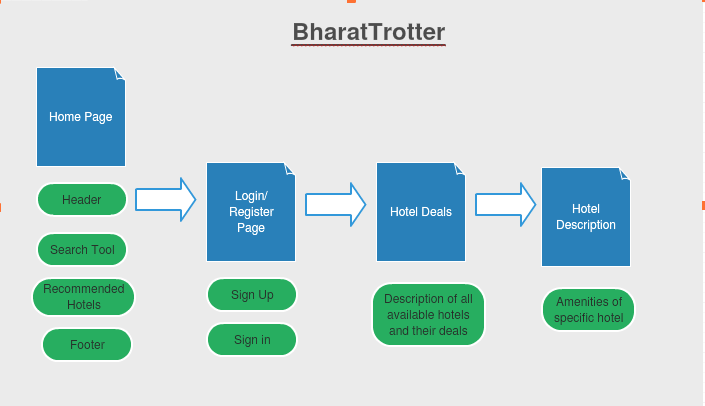 BharatTrotter
Home Page
Header
Search Tool
Recommended
Hotels
Footer
Login/
Register
Page
Sign Up
Sign in
Hotel Deals
Description of all
available hotels
and their deals
Hotel
Description
Amenities of
specific hotel